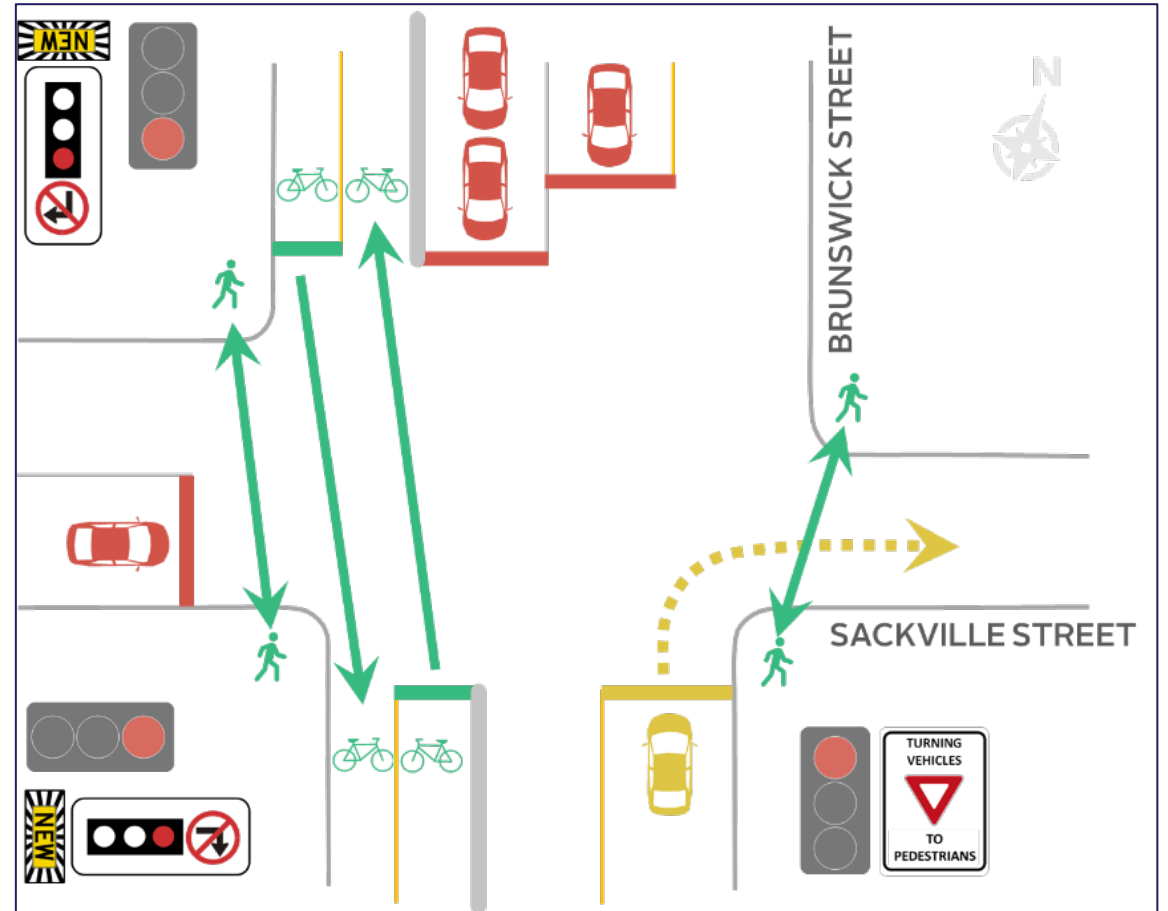 NEW
BRUNSWICK STREET
N
SACKVILLE STREET
NEW
TURNING
VEHICLES
TO
PEDESTRIANS